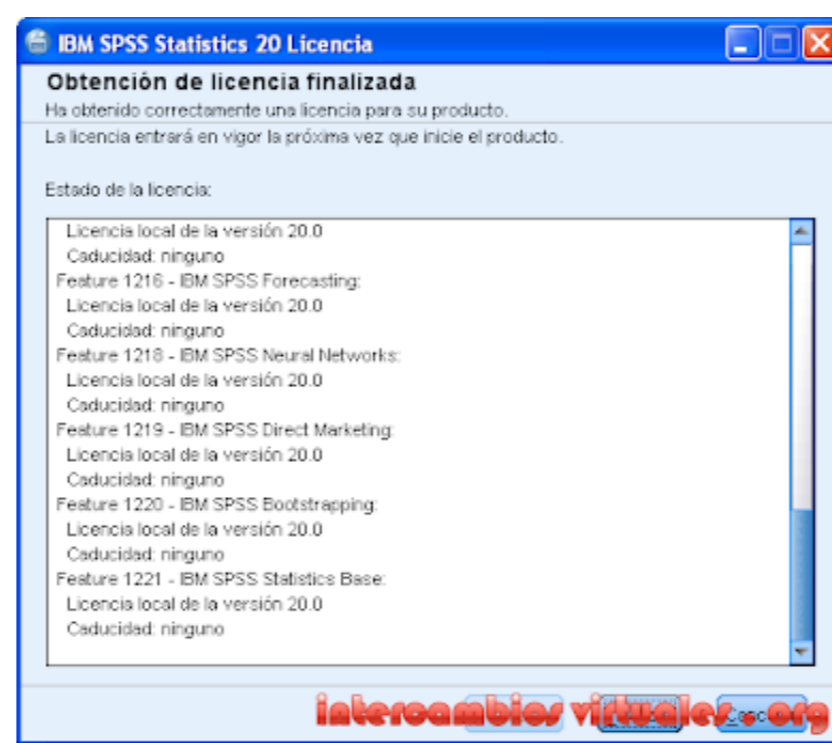 IBM SPSS Statistics 20 Licencia
Obtención de licencia finalizada
Ha obtenido correctamente una licencia para su producto.
La licencia entrará en vigor la próxima vez que inicie el producto.
Estado de la licencia:
Licencia local de la versión 20.0
Caducidad: ninguno
Feature 1216 - IBM SPSS Forecasting:
Licencia local de la versión 20.0
Caducidad: ninguno
Feature 1218 - IBM SPSS Neural Networks:
Licencia local de la versión 20.0
Caducidad: ninguno
Feature 1219 - IBM SPSS Direct Marketing:
Licencia local de la versión 20.0
Caducidad: ninguno
Feature 1220 - IBM SPSS Bootstrapping:
Licencia local de la versión 20.0
Caducidad: ninguno
Feature 1221 - IBM SPSS Statistics Base:
Licencia local de la versión 20.0
Caducidad: ninguno
intercambios virtuales.org